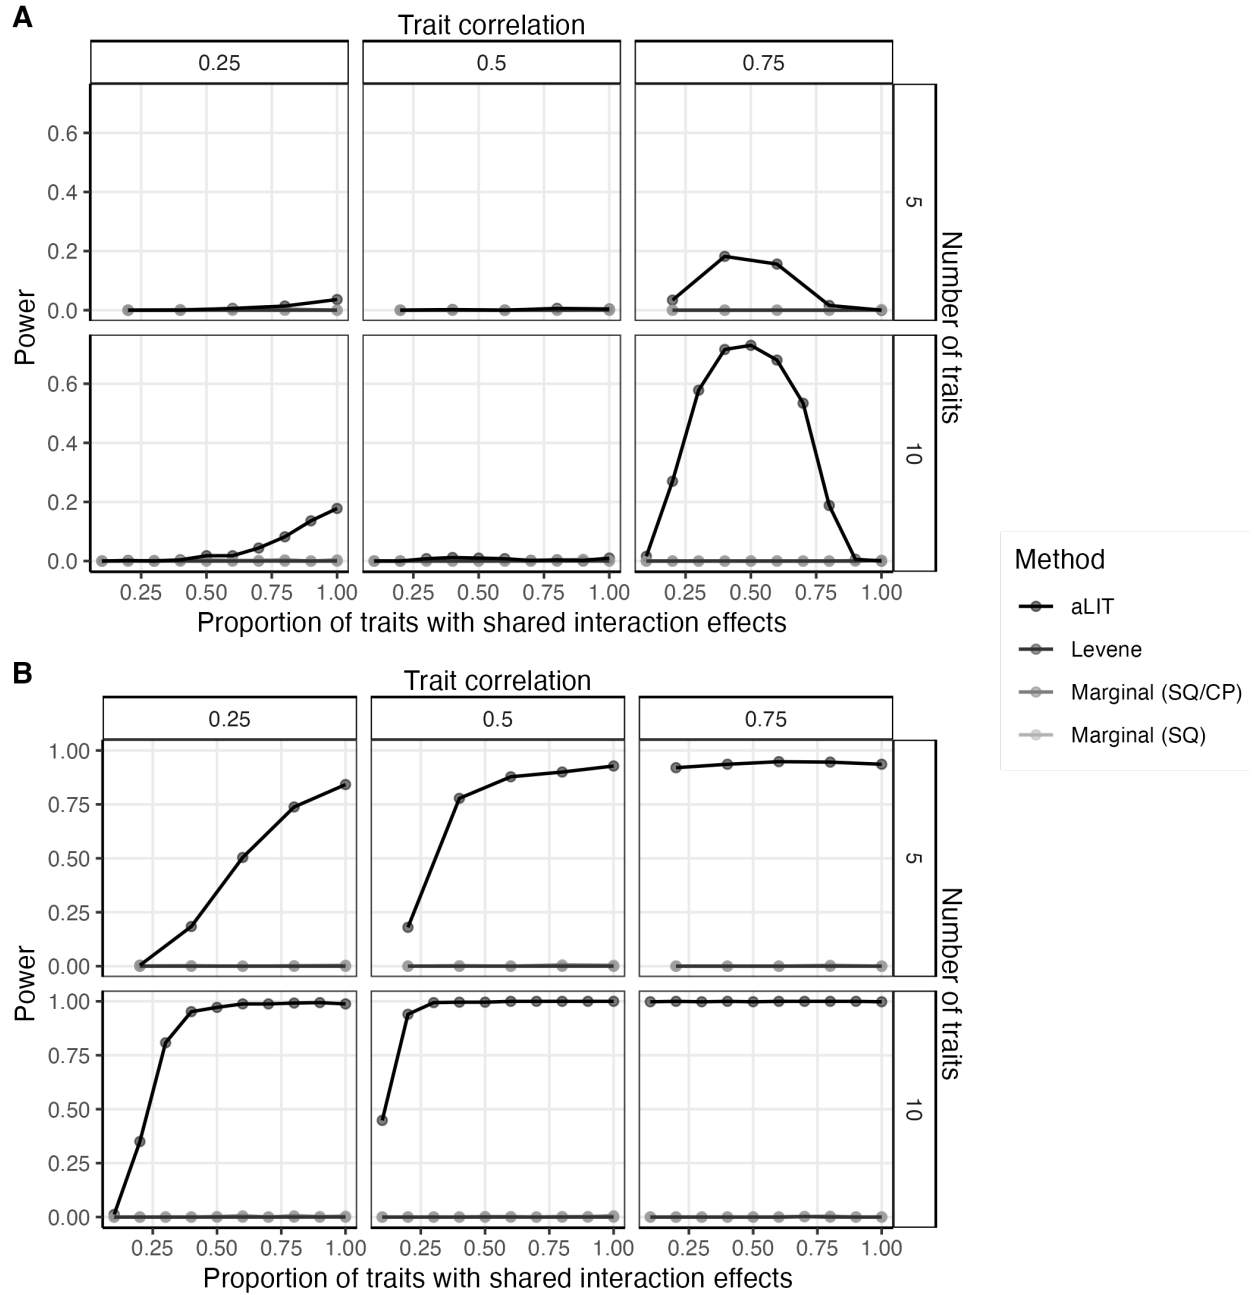 A
Trait correlation
0.25 0.5 0.75
0.6
0.4
0.2
0.0
5
0.6
0.4
0.2
0.0
10
Power
Number of traits
0.25 0.50 0.75 1.00 0.25 0.50 0.75 1.00 0.25 0.50 0.75 1.00
Proportion of traits with shared interaction effects
Method
aLIT
Levene
Marginal (SQ/CP)
Marginal (SQ)
B
Trait correlation
0.25 0.5 0.75
1.00
0.75
0.50
0.25
0.00
5
1.00
0.75
0.50
0.25
0.00
10
Power
Number of traits
0.25 0.50 0.75 1.00 0.25 0.50 0.75 1.00 0.25 0.50 0.75 1.00
Proportion of traits with shared interaction effects